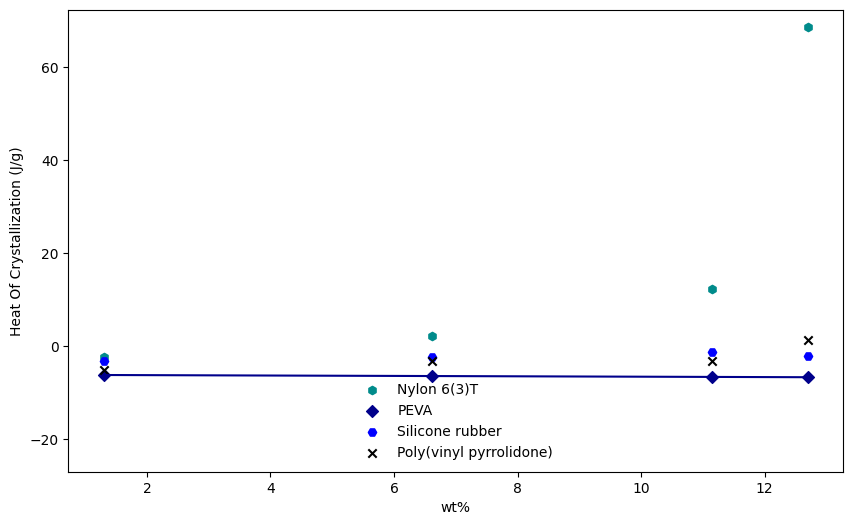 60
40
20
0
−20
2
4
6
8
10
12
wt%
Heat Of Crystallization (J/g)
Nylon 6(3)T
PEVA
Silicone rubber
Poly(vinyl pyrrolidone)